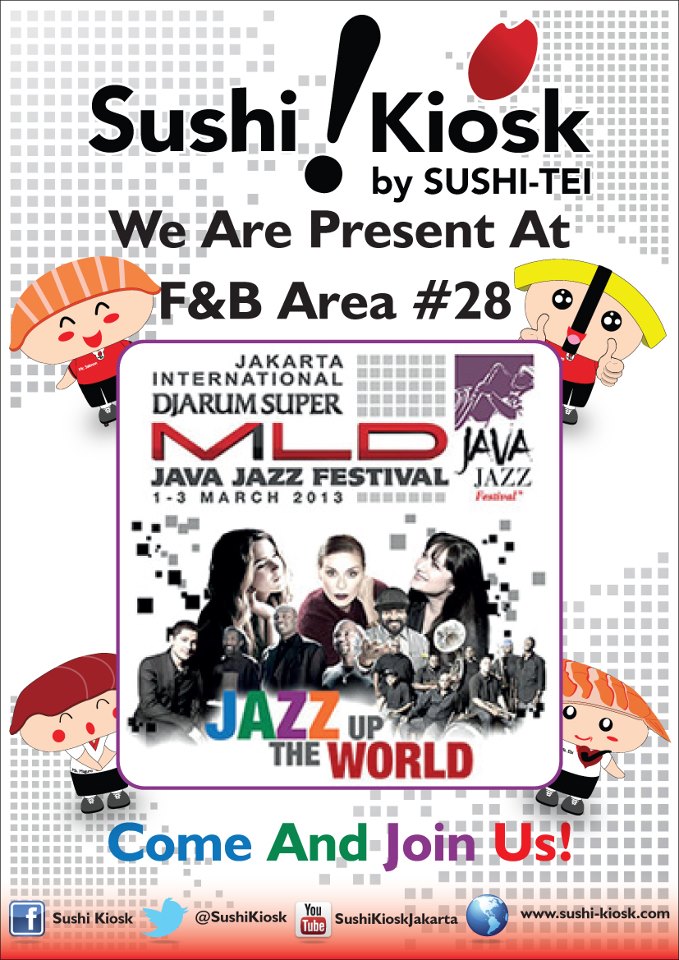 Sushi!Kiosk
by SUSHI-TEI
We Are Present At
F&B Area #28
JAKARTA
INTERNATIONAL
DJARUM SUPER
MLD
JAVA JAZZ FESTIVAL
1-3 MARCH 2013
JAVA
JAZZ
Festival
JAZZ UP
THE WORLD
Come And Join Us!
Sushi Kiosk
@SushiKiosk
You
Tube
SushiKioskJakarta
www.sushi-kiosk.com